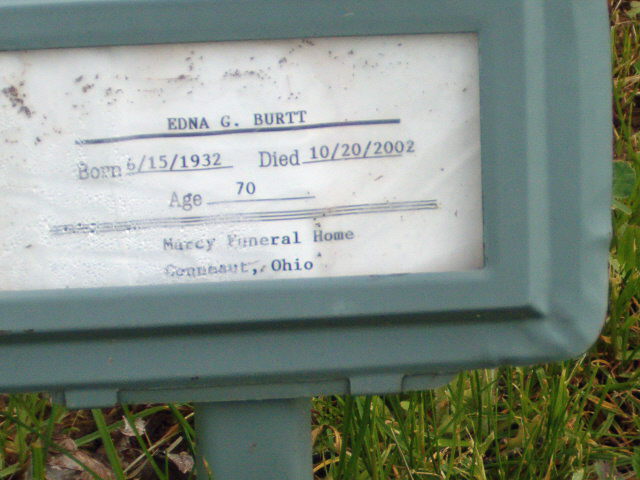 EDNA G. BURTT
Born 6/15/1932 Died 10/20/2002
Age 70
Marcy Funeral Home
Conneaut, Ohio